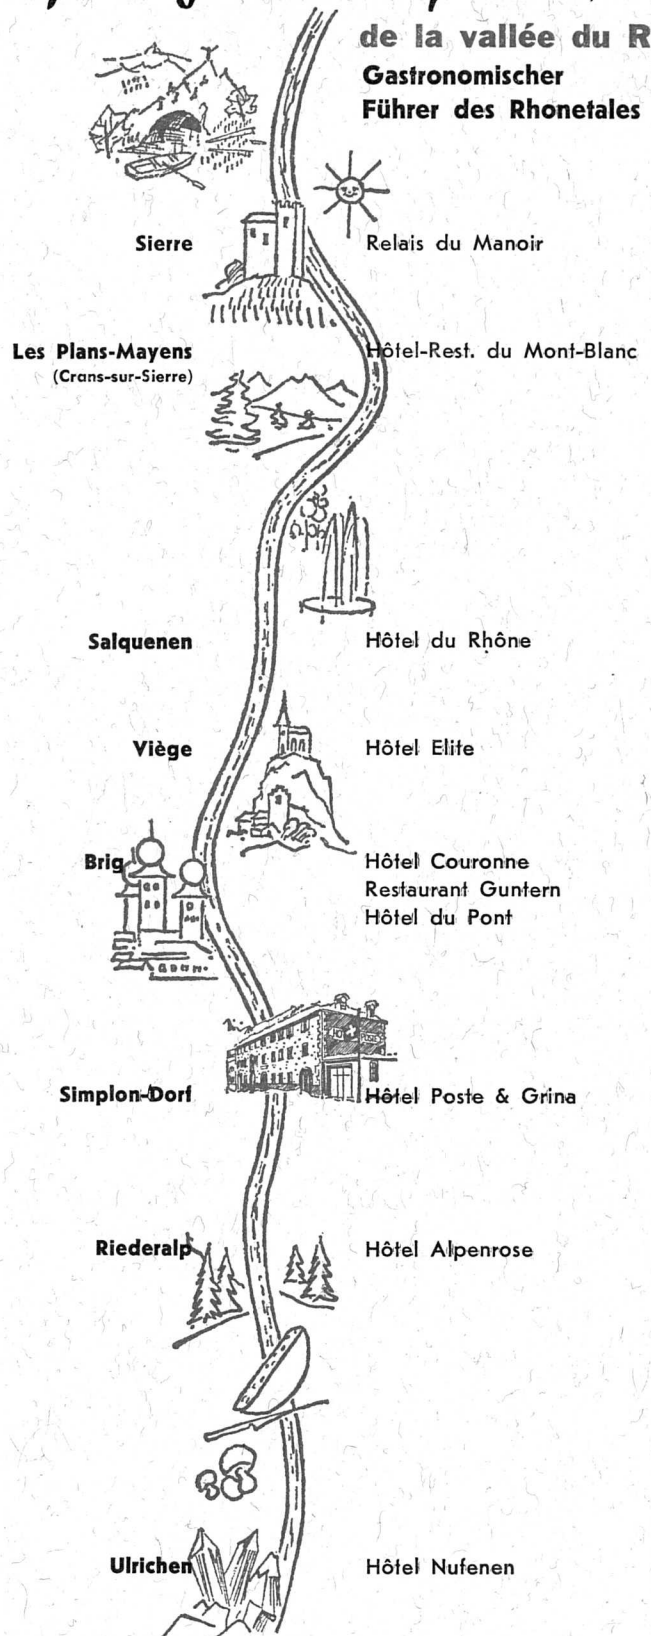 de la vallée du
Gastronomischer
Führer des Rhonetales
Sierre
Relais du Manoir
Les Plans-Mayens
(Crans-sur-Sierre)
Hôtel-Rest. du Mont-Blanc
Salquenen
Hôtel du Rhône
Viège
Hôtel Elite
Brig
Hôtel Couronne
Restaurant Guntern
Hôtel du Pont
Simplon-Dorf
Hôtel Poste & Grina
Riederalp
Hôtel Alpenrose
Ulrichen
Hôtel Nufenen